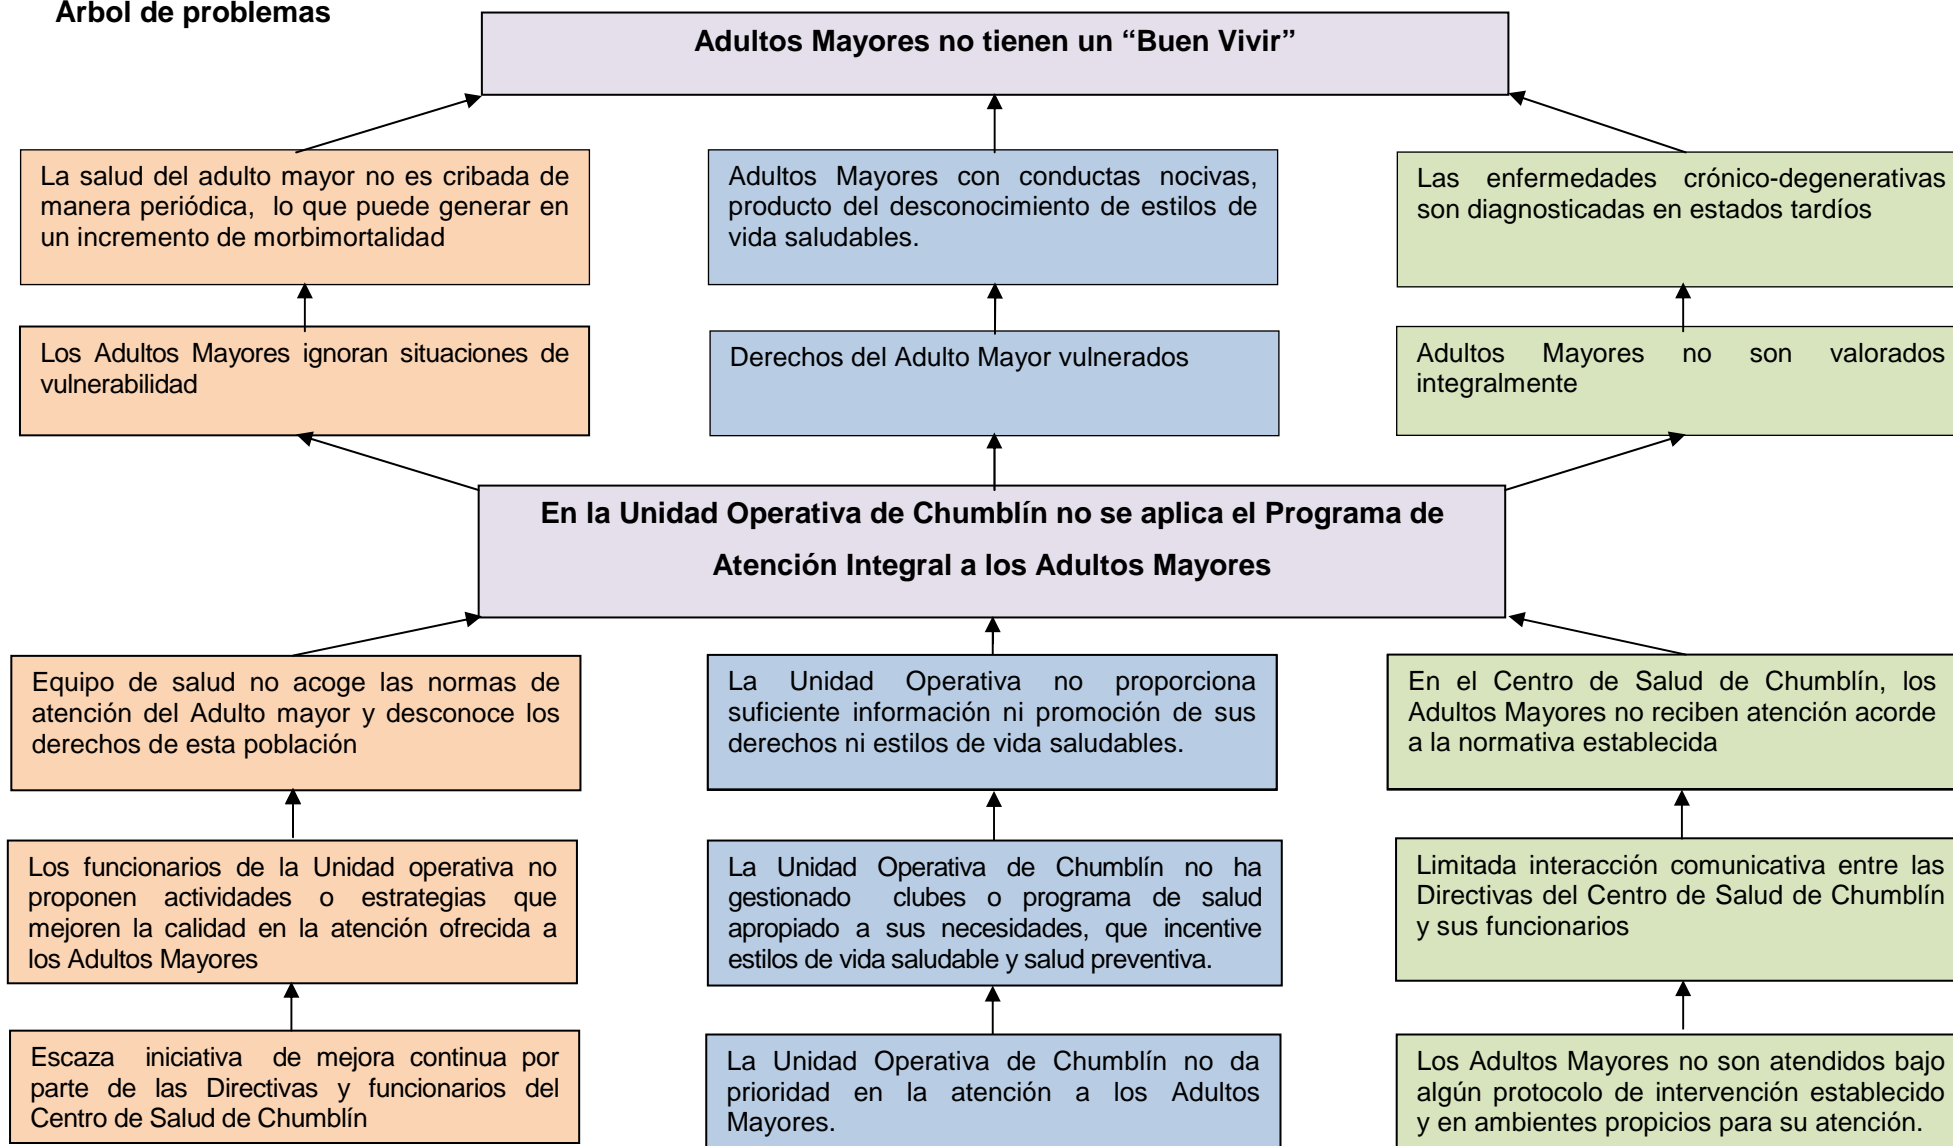 Árbol de problemas
Adultos Mayores no tienen un “Buen Vivir”
La salud del adulto mayor no es cribada de
manera periódica, lo que puede generar en
un incremento de morbimortalidad
Adultos Mayores con conductas nocivas,
producto del desconocimiento de estilos de
vida saludables.
Las enfermedades crónico-degenerativas
son diagnosticadas en estados tardíos
Los Adultos Mayores ignoran situaciones de
vulnerabilidad
Derechos del Adulto Mayor vulnerados
Adultos Mayores no son valorados
integralmente
En la Unidad Operativa de Chumblín no se aplica el Programa de
Atención Integral a los Adultos Mayores
Equipo de salud no acoge las normas de
atención del Adulto mayor y desconoce los
derechos de esta población
La Unidad Operativa no proporciona
suficiente información ni promoción de sus
derechos ni estilos de vida saludables.
En el Centro de Salud de Chumblín, los
Adultos Mayores no reciben atención acorde
a la normativa establecida
Los funcionarios de la Unidad operativa no
proponen actividades o estrategias que
mejoren la calidad en la atención ofrecida a
los Adultos Mayores
La Unidad Operativa de Chumblín no ha
gestionado clubes o programa de salud
apropiado a sus necesidades, que incentive
estilos de vida saludable y salud preventiva.
Limitada interacción comunicativa entre las
Directivas del Centro de Salud de Chumblín
y sus funcionarios
Escaza iniciativa de mejora continua por
parte de las Directivas y funcionarios del
Centro de Salud de Chumblín
La Unidad Operativa de Chumblín no da
prioridad en la atención a los Adultos
Mayores.
Los Adultos Mayores no son atendidos bajo
algún protocolo de intervención establecido
y en ambientes propicios para su atención.